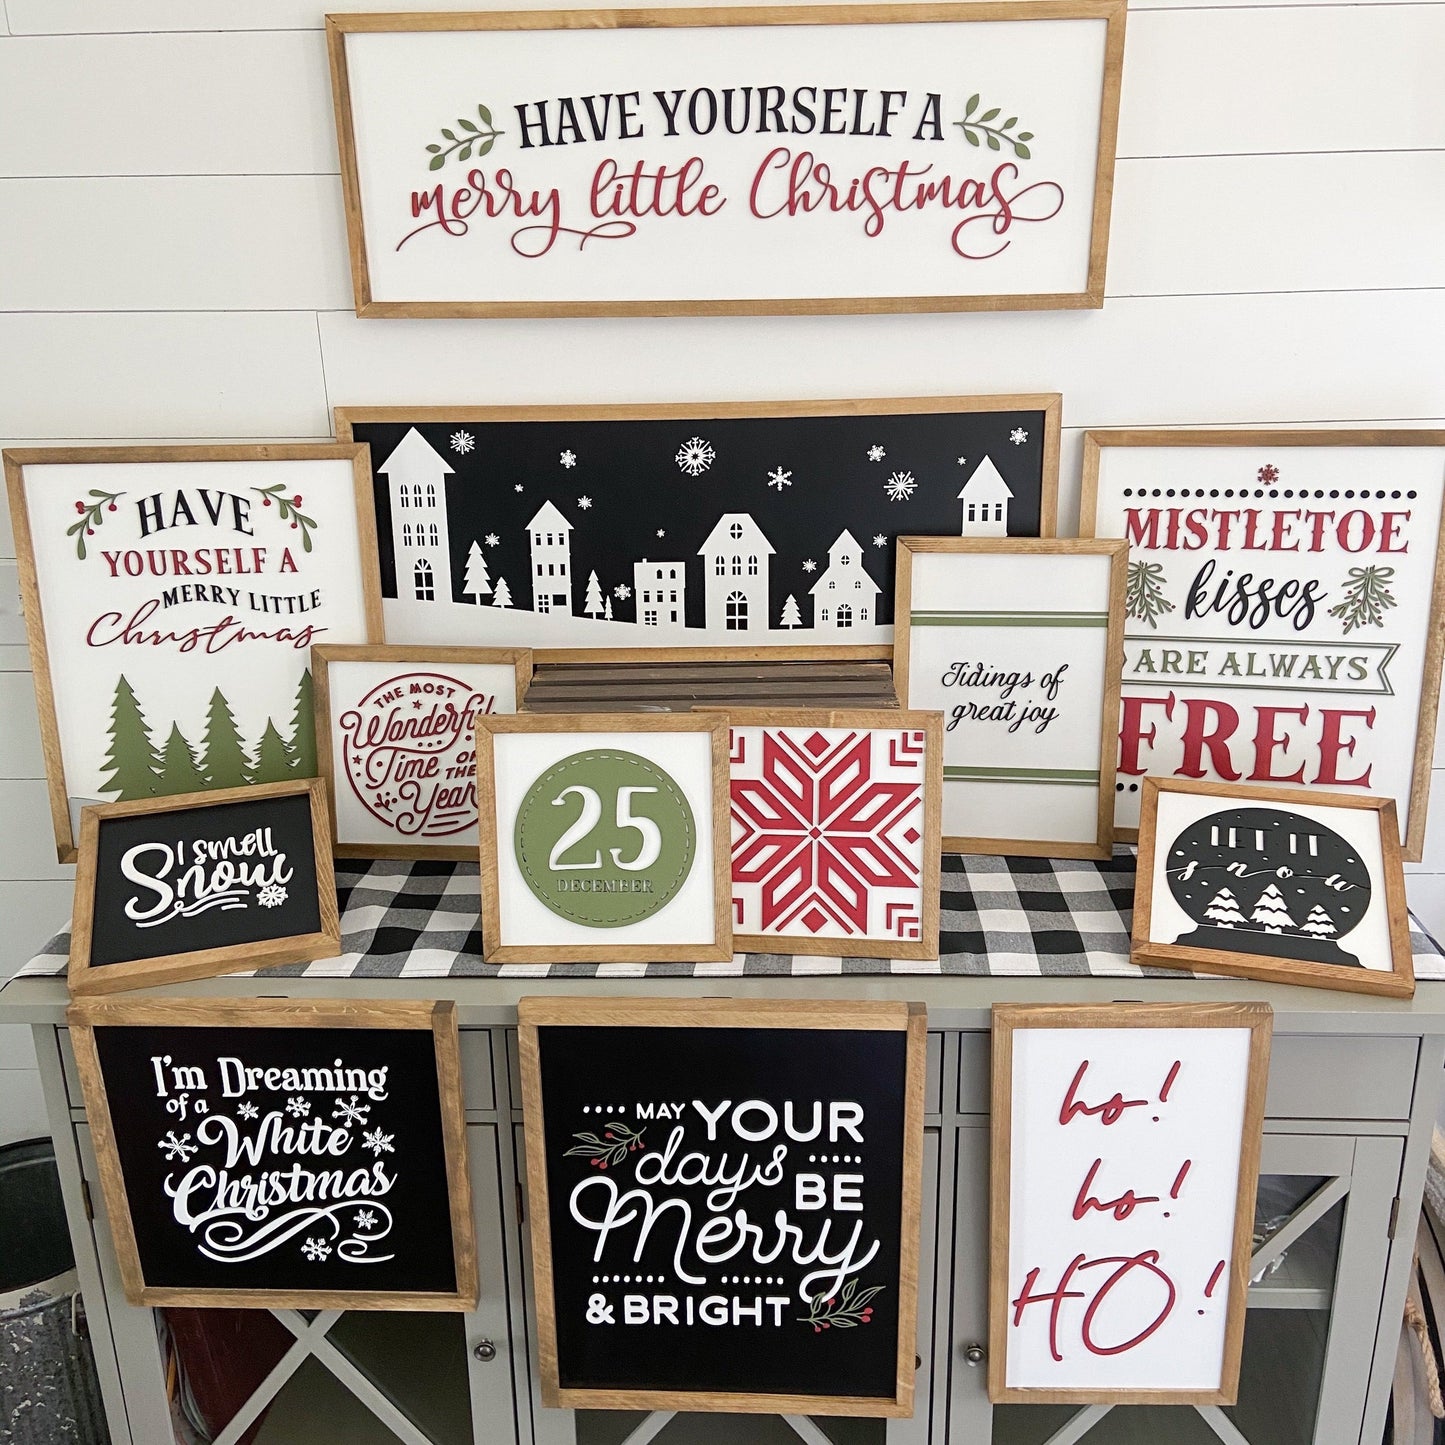 HAVE YOURSELF A
merry little Christmas
HAVE
YOURSELF A
MERRY LITTLE
Christmas
THE MOST
Wonderful
Time OF
THE
Year
MISTLETOE
kisses
ARE ALWAYS
FREE
Tidings of
great joy
I smell
Snow
25
DECEMBER
LET IT
snow
I'm Dreaming
of a
White
Christmas
MAY YOUR
days
BE
Merry
& BRIGHT
ho!
ho!
HO!